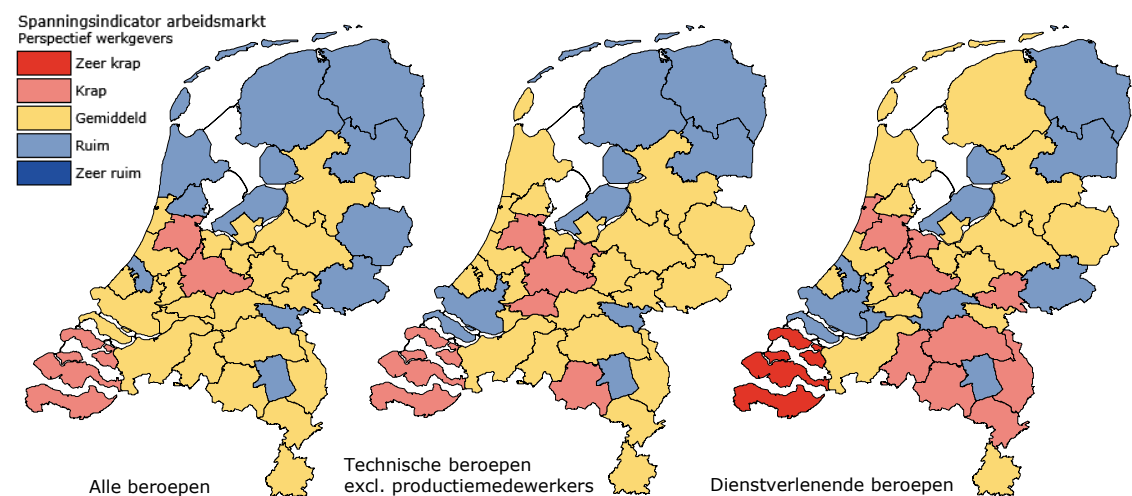 Spanningsindicator arbeidsmarkt
Perspectief werkgevers
Zeer krap
Krap
Gemiddeld
Ruim
Zeer ruim
Alle beroepen
Technische beroepen
excl. productiemedewerkers
Dienstverlenende beroepen